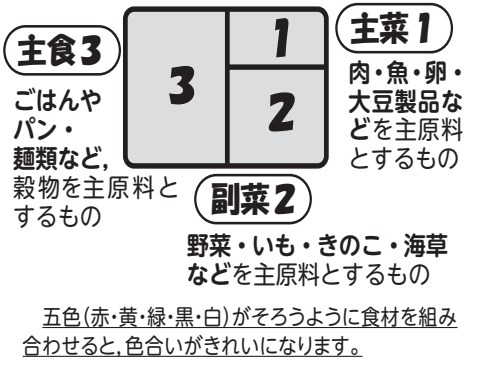 主食3
ごはんや
パン・
麺類など,
穀物を主原料と
するもの
3
1
2
主菜1
肉・魚・卵・
大豆製品な
どを主原料
とするもの
副菜2
野菜・いも・きのこ・海草
などを主原料とするもの
五色(赤・黄・緑・黒・白)がそろうように食材を組み
合わせると,色合いがきれいになります。